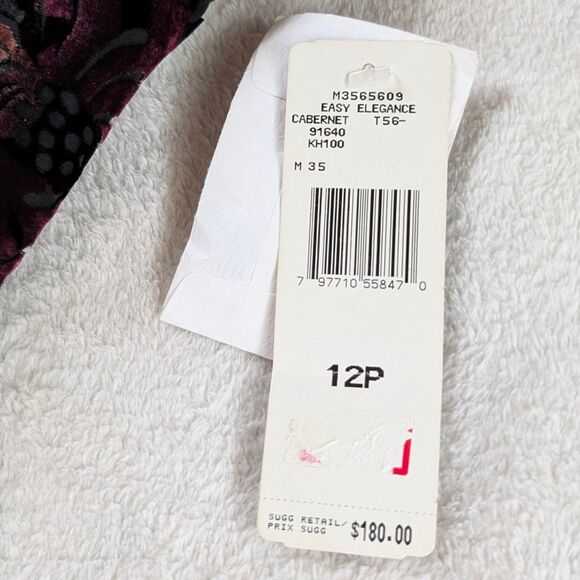 M3565609
EASY ELEGANCE
CABERNET T56-
91640
KH100
M 35
7 97710 55847 0
12P
SUGG RETAIL/
PRIX SUGG $180.00